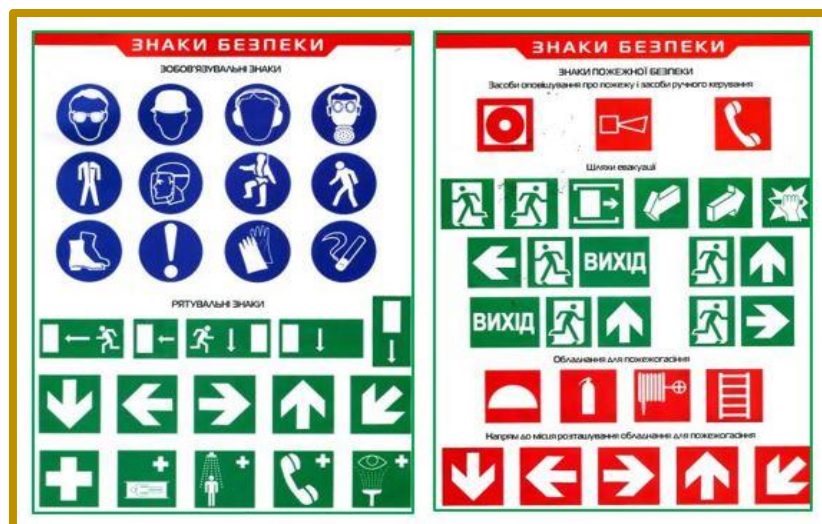 ЗНАКИ БЕЗПЕКИ
ЗОБОВ'ЯЗУВАЛЬНІ ЗНАКИ
РЯТУВАЛЬНІ ЗНАКИ
ЗНАКИ БЕЗПЕКИ
ЗНАКИ ПОЖЕЖНОЇ БЕЗПЕКИ
Засоби оповіщування про пожежу і засоби ручного керування
Шляхи евакуації
ВИХІД
ВИХІД
Обладнання для пожежогасіння
Напрям до місця розташування обладнання для пожежогасіння